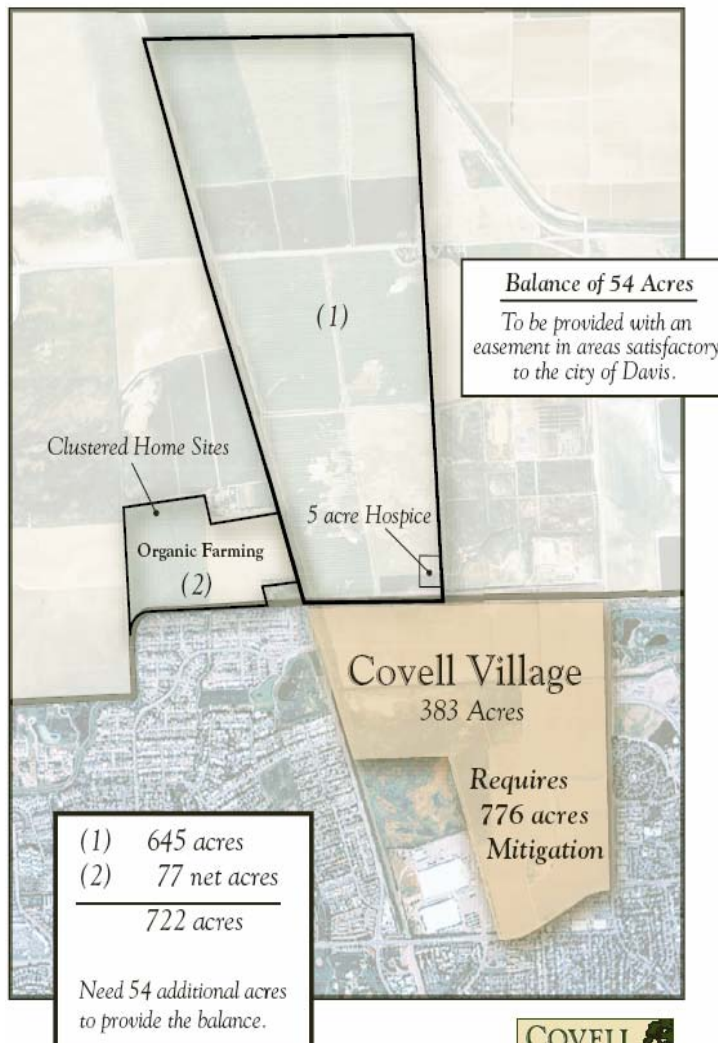 Balance of 54 Acres
To be provided with an
easement in areas satisfactory
to the city of Davis.
(1)
Clustered Home Sites
5 acre Hospice
Organic Farming
(2)
Covell Village
383 Acres
Requires
776 acres
Mitigation
(1) 645 acres
(2) 77 net acres
722 acres
Need 54 additional acres
to provide the balance.
COVELL